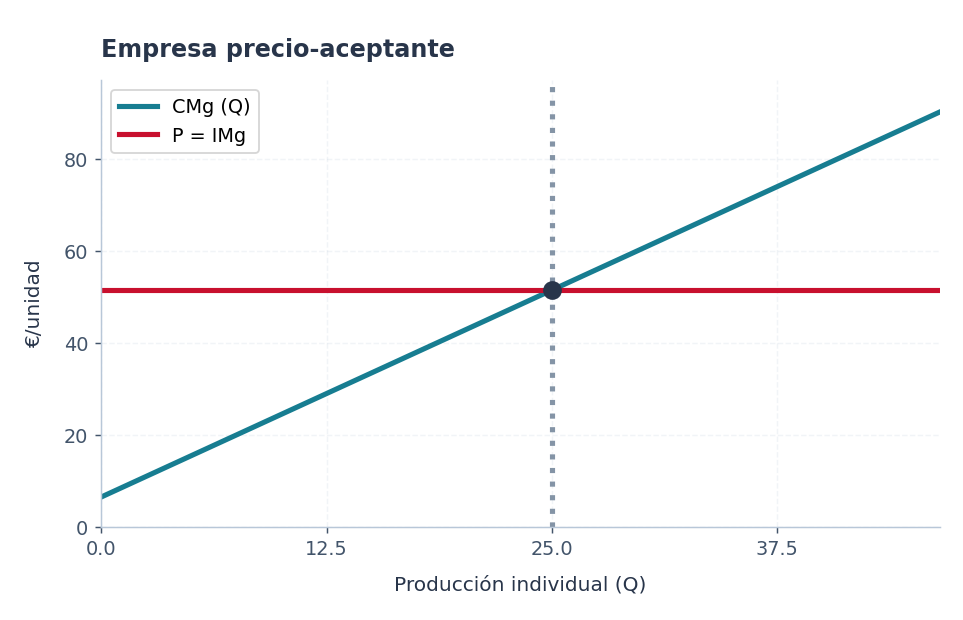 Empresa precio-aceptante
CMg (Q)
P = IMg
€/unidad
80
60
40
20
0
0.0 12.5 25.0 37.5
Producción individual (Q)